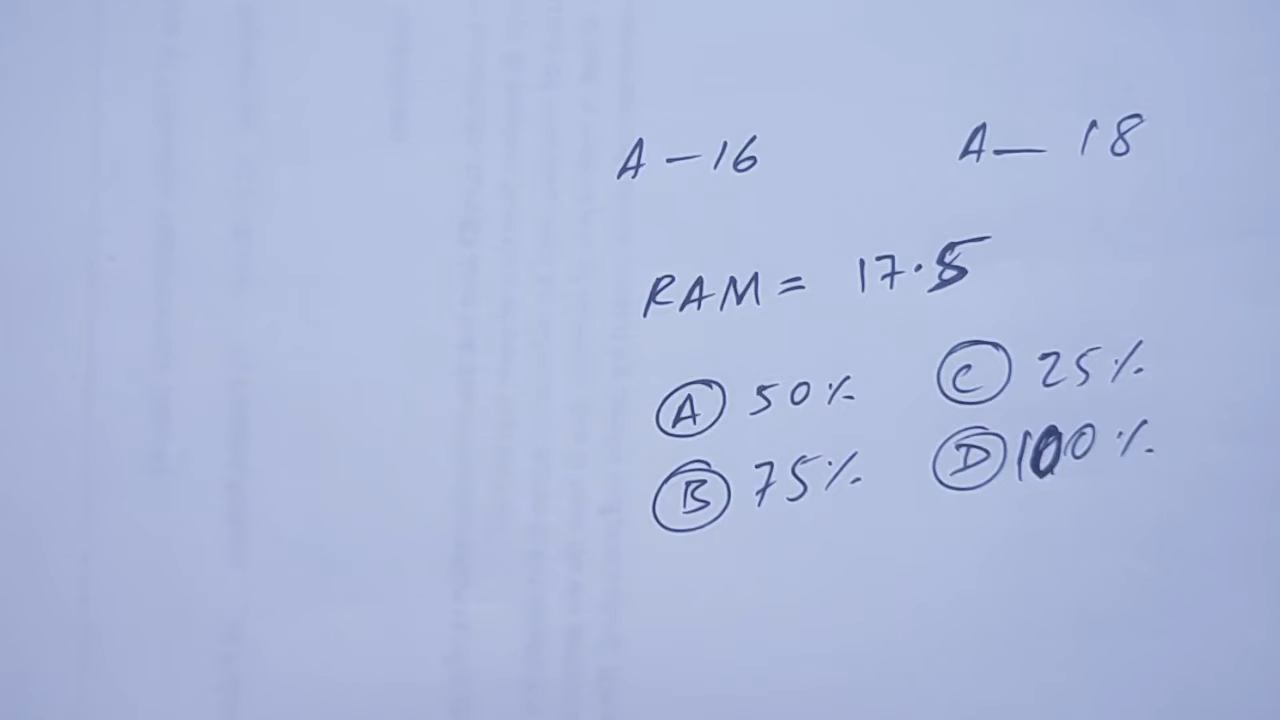 A - 16 A — 18
RAM = 17.5
Ⓐ 50% Ⓒ 25%
Ⓑ 75% Ⓓ 100%